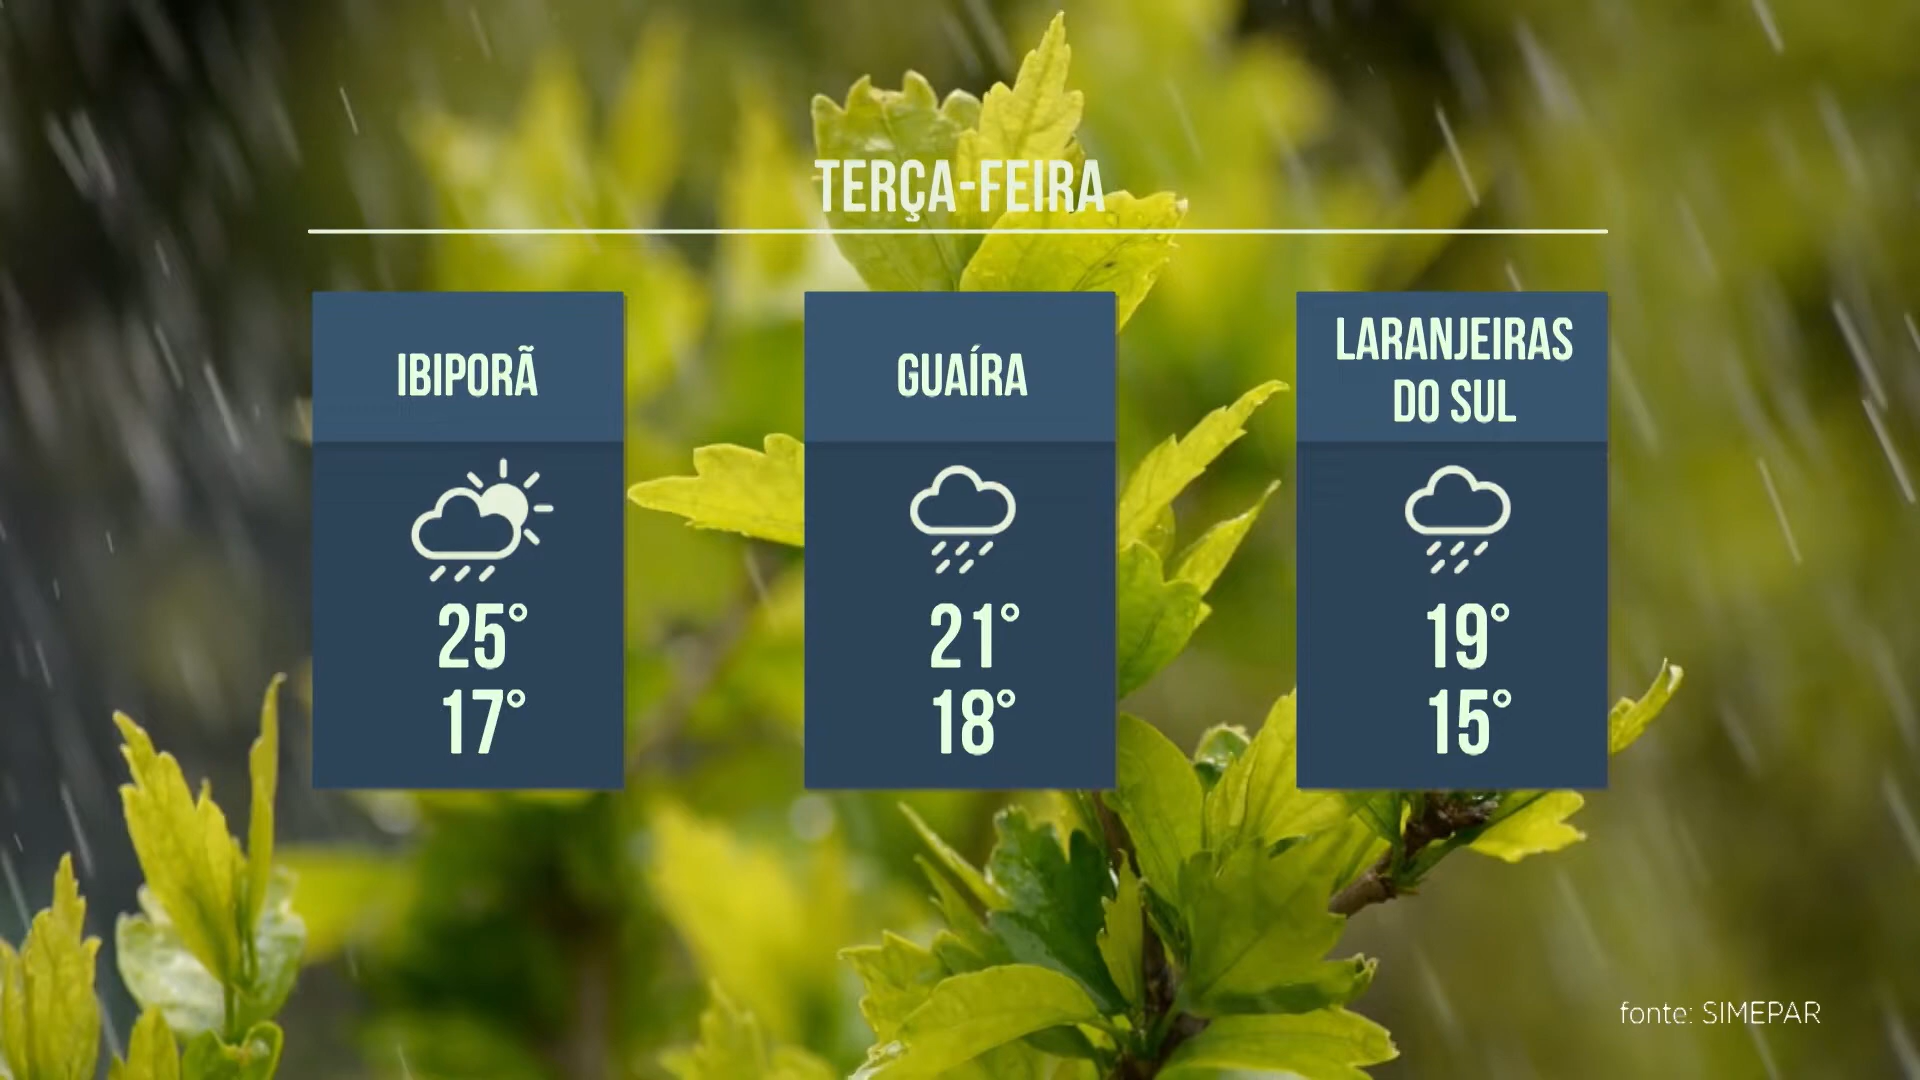 TERÇA-FEIRA
IBIPORÃ
25°
17°
GUAÍRA
21°
18°
LARANJEIRAS
DO SUL
19°
15°
fonte: SIMEPAR